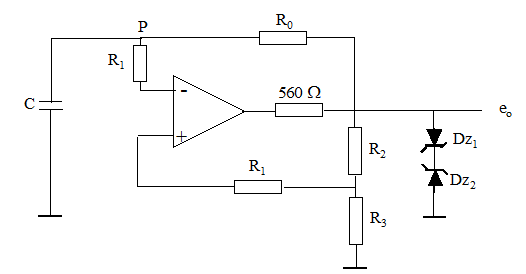 P
R₀
R₁
C
-
560 Ω
+
eₒ
Dz₁
R₂
Dz₂
R₁
R₃